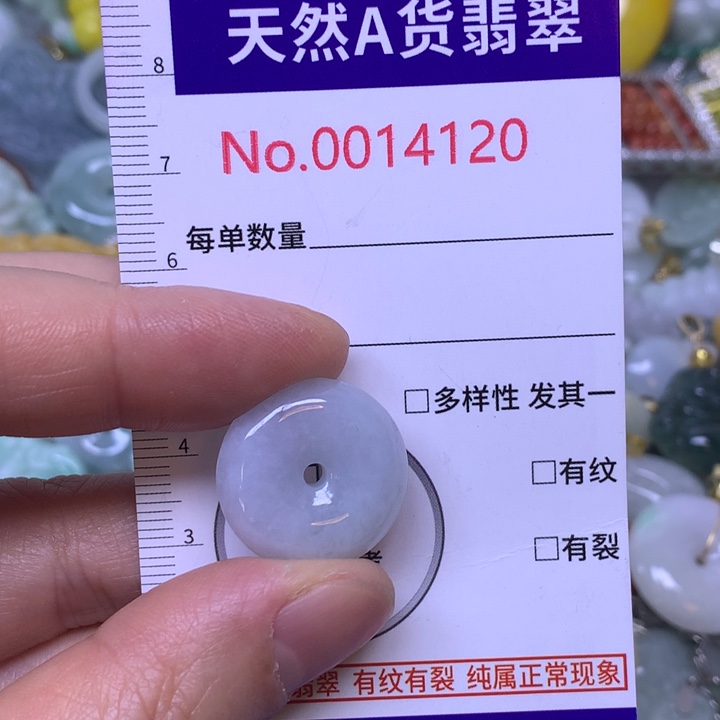 天然A货翡翠
8
No.0014120
7
每单数量
6
□多样性 发其一
4
□有纹
3
□有裂
翡翠 有纹有裂 纯属正常现象